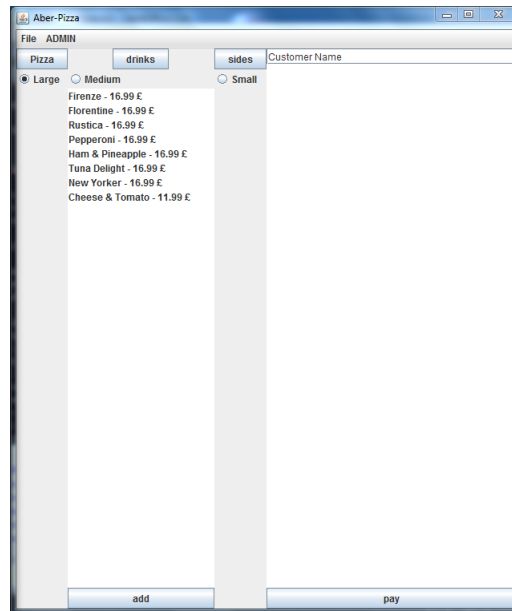 Aber-Pizza
File ADMIN
Pizza drinks sides Customer Name
Large Medium Small
Firenze - 16.99 £
Florentine - 16.99 £
Rustica - 16.99 £
Pepperoni - 16.99 £
Ham & Pineapple - 16.99 £
Tuna Delight - 16.99 £
New Yorker - 16.99 £
Cheese & Tomato - 11.99 £
add pay